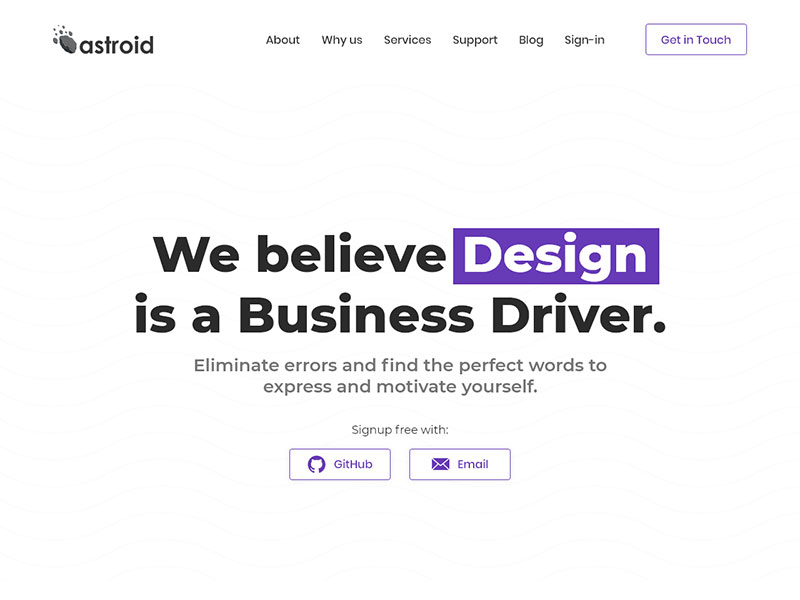 astroid
About Why us Services Support Blog Sign-in Get in Touch
We believe Design
is a Business Driver.
Eliminate errors and find the perfect words to
express and motivate yourself.
Signup free with:
GitHub Email